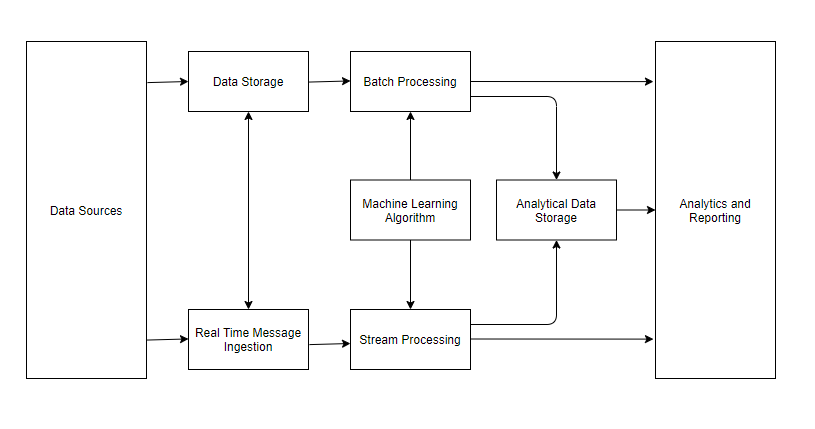 Data Sources
Data Storage
Batch Processing
Machine Learning
Algorithm
Analytical Data
Storage
Analytics and
Reporting
Real Time Message
Ingestion
Stream Processing